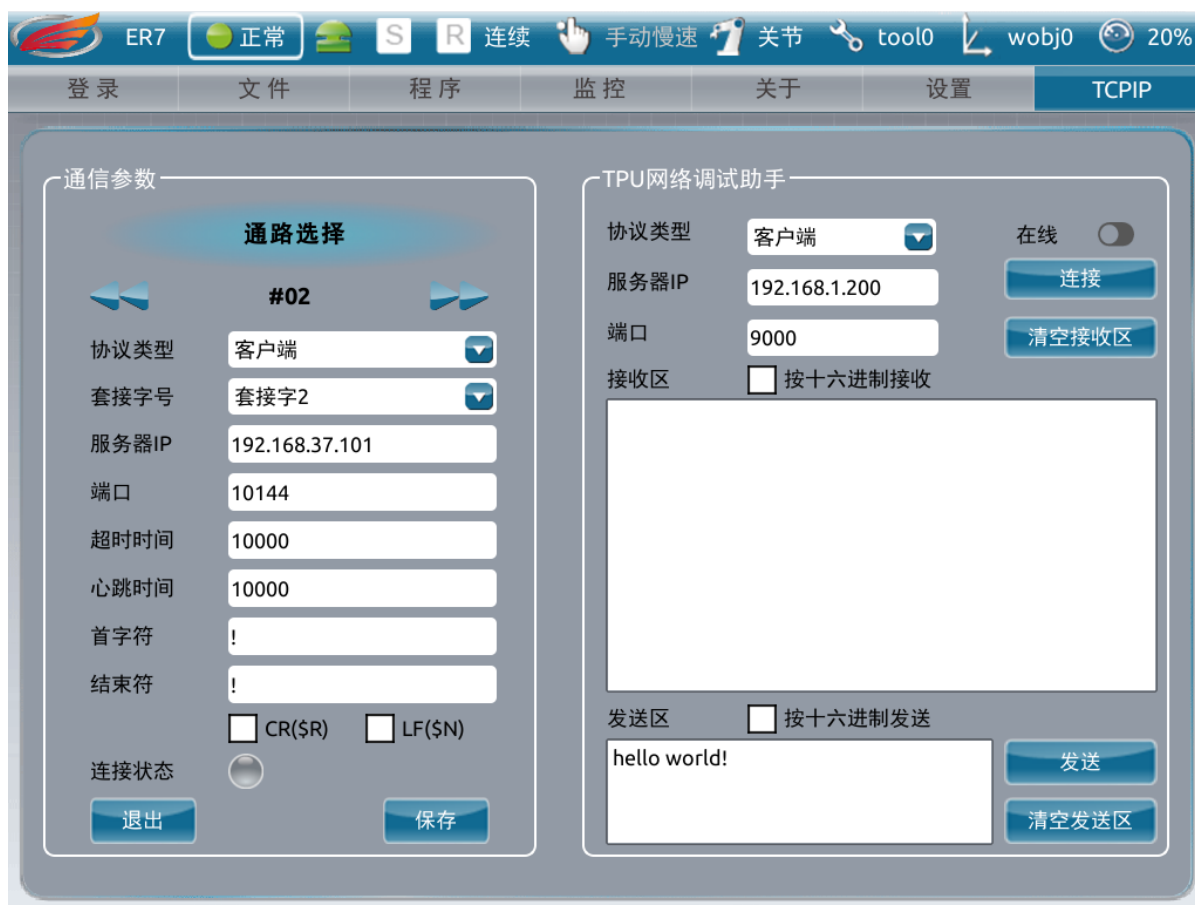 ER7 正常 S R 连续 手动慢速 关节 tool0 wobj0 20%
登录 文件 程序 监控 关于 设置 TCPIP
通信参数
通路选择
#02
协议类型 客户端
套接字号 套接字2
服务器IP 192.168.37.101
端口 10144
超时时间 10000
心跳时间 10000
首字符 !
结束符 !
CR($R) LF($N)
连接状态
退出 保存
TPU网络调试助手
协议类型 客户端 在线
服务器IP 192.168.1.200 连接
端口 9000 清空接收区
接收区 按十六进制接收
发送区 按十六进制发送
hello world! 发送
清空发送区